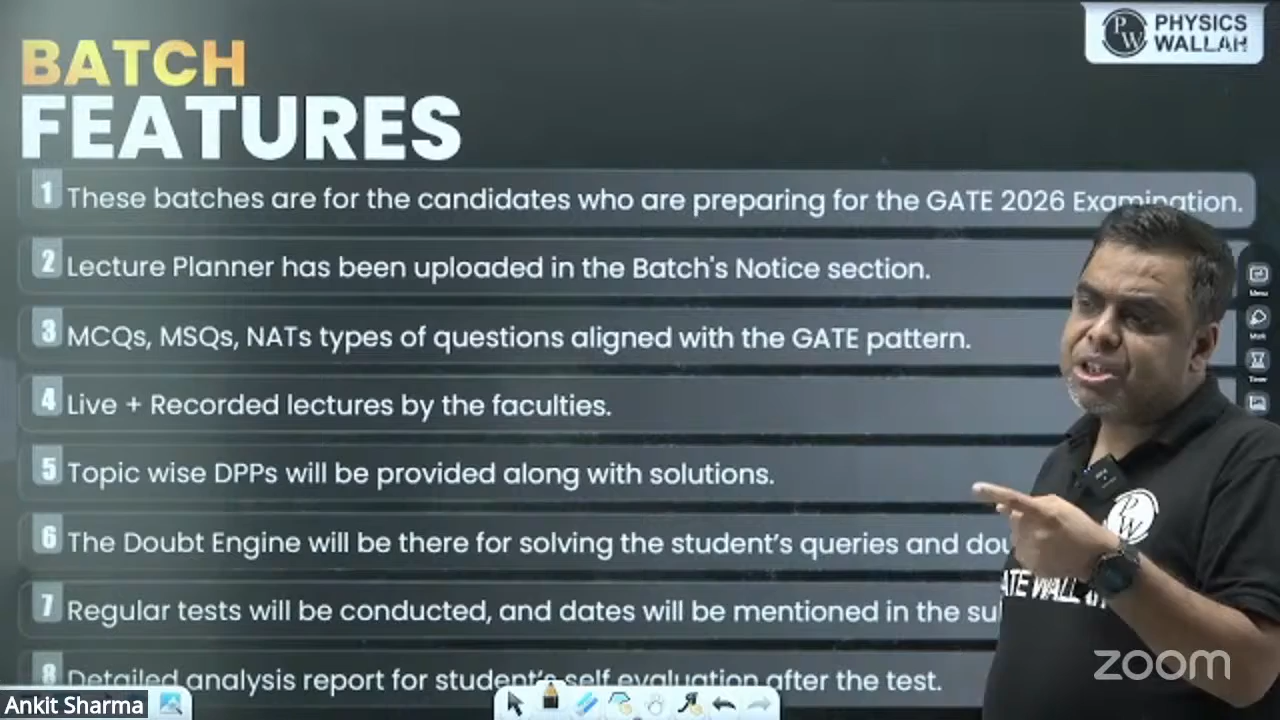 BATCH
FEATURES
PHYSICS
WALLAH
PW
1 These batches are for the candidates who are preparing for the GATE 2026 Examination.
2 Lecture Planner has been uploaded in the Batch's Notice section.
3 MCQs, MSQs, NATs types of questions aligned with the GATE pattern.
4 Live + Recorded lectures by the faculties.
5 Topic wise DPPs will be provided along with solutions.
6 The Doubt Engine will be there for solving the student's queries and
7 Regular tests will be conducted, and dates will be mentioned in the
8 Detailed analysis report for student's self evaluation after the test.
Menu
Timer
PW
zoom
Ankit Sharma